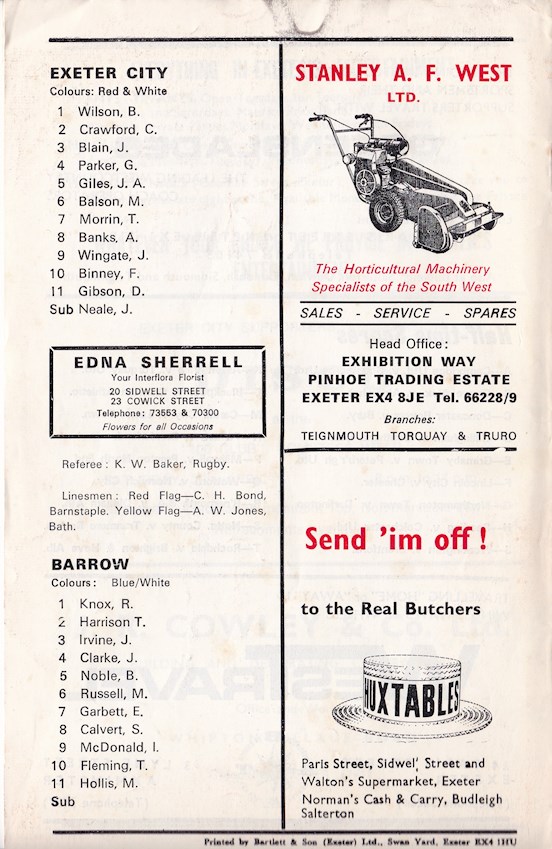 EXETER CITY
Colours: Red & White
1 Wilson, B.
2 Crawford, C.
3 Blain, J.
4 Parker, G.
5 Giles, J. A.
6 Balson, M.
7 Morrin, T.
8 Banks, A.
9 Wingate, J.
10 Binney, F.
11 Gibson, D.
Sub Neale, J.
EDNA SHERRELL
Your Interflora Florist
20 SIDWELL STREET
23 COWICK STREET
Telephone: 73553 & 70300
Flowers for all Occasions
Referee: K. W. Baker, Rugby.
Linesmen: Red Flag—C. H. Bond,
Barnstaple. Yellow Flag—A. W. Jones,
Bath.
BARROW
Colours: Blue/White
1 Knox, R.
2 Harrison T.
3 Irvine, J.
4 Clarke, J.
5 Noble, B.
6 Russell, M.
7 Garbett, E.
8 Calvert, S.
9 McDonald, I.
10 Fleming, T.
11 Hollis, M.
Sub
STANLEY A. F. WEST
LTD.
The Horticultural Machinery
Specialists of the South West
SALES - SERVICE - SPARES
Head Office:
EXHIBITION WAY
PINHOE TRADING ESTATE
EXETER EX4 8JE Tel. 66228/9
Branches:
TEIGNMOUTH TORQUAY & TRURO
Send 'im off!
to the Real Butchers
HUXTABLES
Paris Street, Sidwel, Street and
Walton's Supermarket, Exeter
Norman's Cash & Carry, Budleigh
Salterton
Printed by Bartlett & Son (Exeter) Ltd., Swan Yard, Exeter EX4 1HU